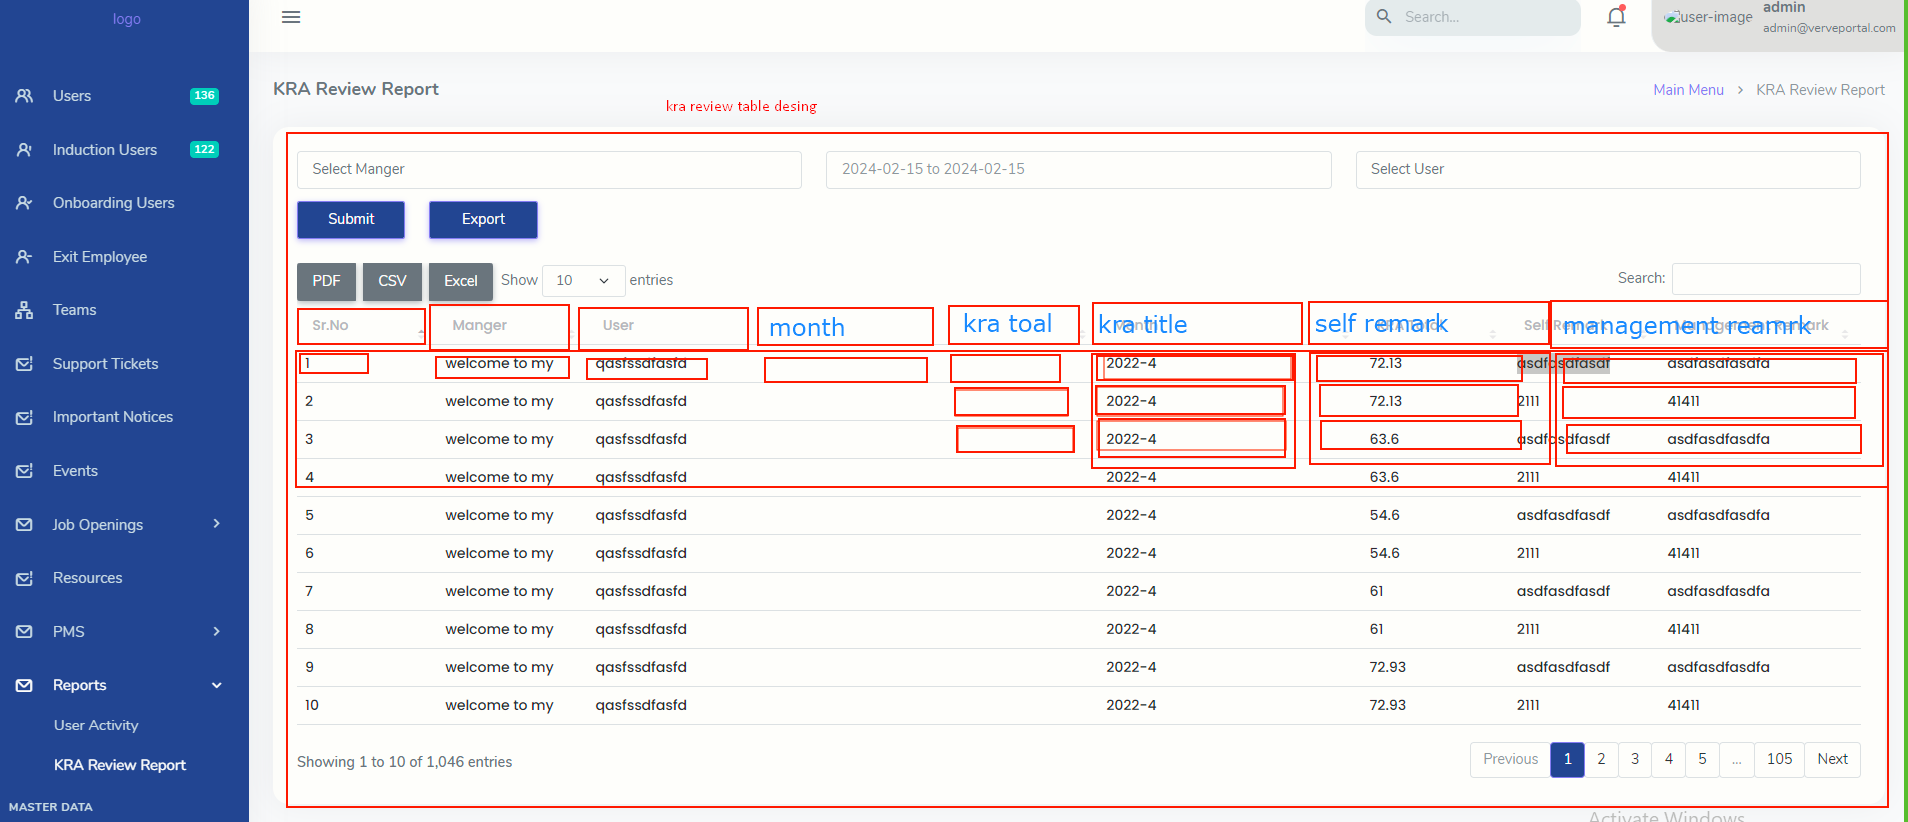 logo
Search...
user-image
admin
admin@verveportal.com
Users 136
Induction Users 122
Onboarding Users
Exit Employee
Teams
Support Tickets
Important Notices
Events
Job Openings
Resources
PMS
Reports
User Activity
KRA Review Report
MASTER DATA
KRA Review Report
Main Menu > KRA Review Report
kra review table desing
Select Manger 2024-02-15 to 2024-02-15 Select User
Submit Export
PDF CSV Excel Show 10 entries Search:
Sr.No Manger User Month KRA Total Self Remark Management Remark
month kra toal kra title self remark management reamrk
1 welcome to my qasfssdfasfd 2022-4 72.13 asdfasdfasdf asdfasdfasdfa
2 welcome to my qasfssdfasfd 2022-4 72.13 2111 41411
3 welcome to my qasfssdfasfd 2022-4 63.6 asdfasdfasdf asdfasdfasdfa
4 welcome to my qasfssdfasfd 2022-4 63.6 2111 41411
5 welcome to my qasfssdfasfd 2022-4 54.6 asdfasdfasdf asdfasdfasdfa
6 welcome to my qasfssdfasfd 2022-4 54.6 2111 41411
7 welcome to my qasfssdfasfd 2022-4 61 asdfasdfasdf asdfasdfasdfa
8 welcome to my qasfssdfasfd 2022-4 61 2111 41411
9 welcome to my qasfssdfasfd 2022-4 72.93 asdfasdfasdf asdfasdfasdfa
10 welcome to my qasfssdfasfd 2022-4 72.93 2111 41411
Showing 1 to 10 of 1,046 entries
Previous 1 2 3 4 5 ... 105 Next
Activate Windows